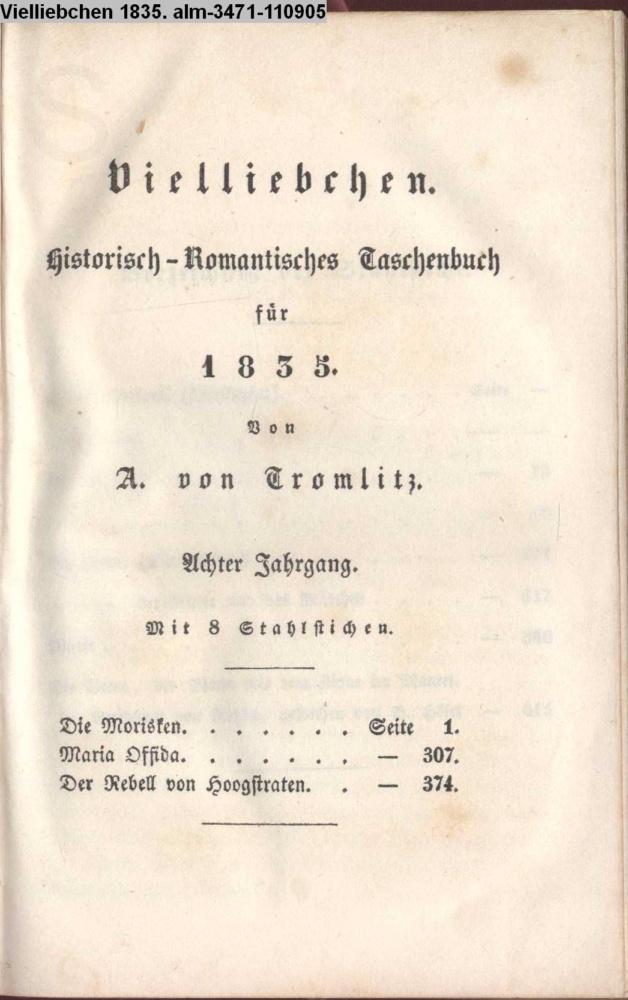 Vielliebchen 1835. alm-3471-110905
Vielliebchen.
Historisch-Romantisches Taschenbuch
für
1835.
Von
A. von Tromlitz.
Achter Jahrgang.
Mit 8 Stahlstichen.
Die Morisken. . . . . . . Seite 1.
Maria Offida. . . . . . . — 307.
Der Rebell von Hoogstraten. . — 374.